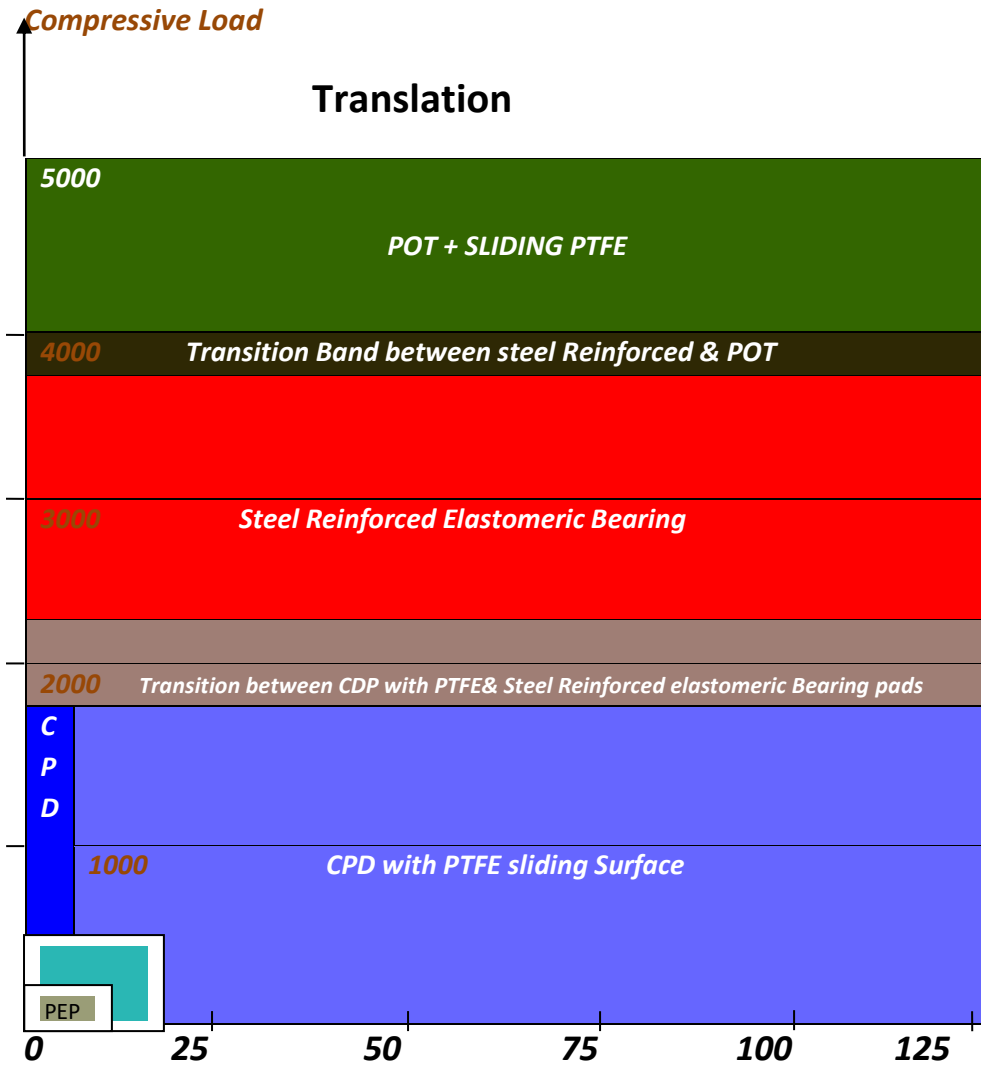 Compressive Load
Translation
5000
POT + SLIDING PTFE
4000 Transition Band between steel Reinforced & POT
3000 Steel Reinforced Elastomeric Bearing
2000 Transition between CDP with PTFE& Steel Reinforced elastomeric Bearing pads
C
P
D
1000 CPD with PTFE sliding Surface
PEP
0 25 50 75 100 125